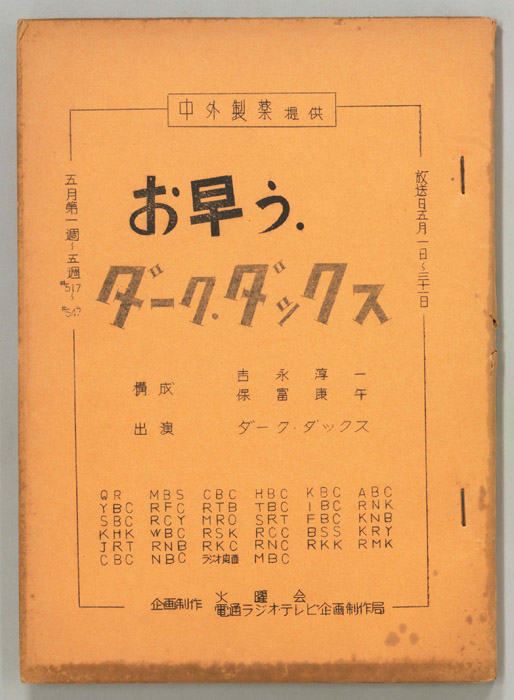 中外製薬 提供
放送日五月一日〜三十一日
お早う.
ダーク・ダックス
五月第一週〜五週
#517〜
#547
構成 吉永淳一
保富康午
出演 ダーク・ダックス
QR MBS CBC HBC KBC ABC
YBC RFC RTB TBC IBC RNK
SBC RCY MRO SRT FBC KNB
KHK WBC RSK RCC BSS KRY
JRT RNB RKC RNC RKK RMK
CBC NBC MBC
企画制作 火曜会
電通ラジオテレビ企画制作局